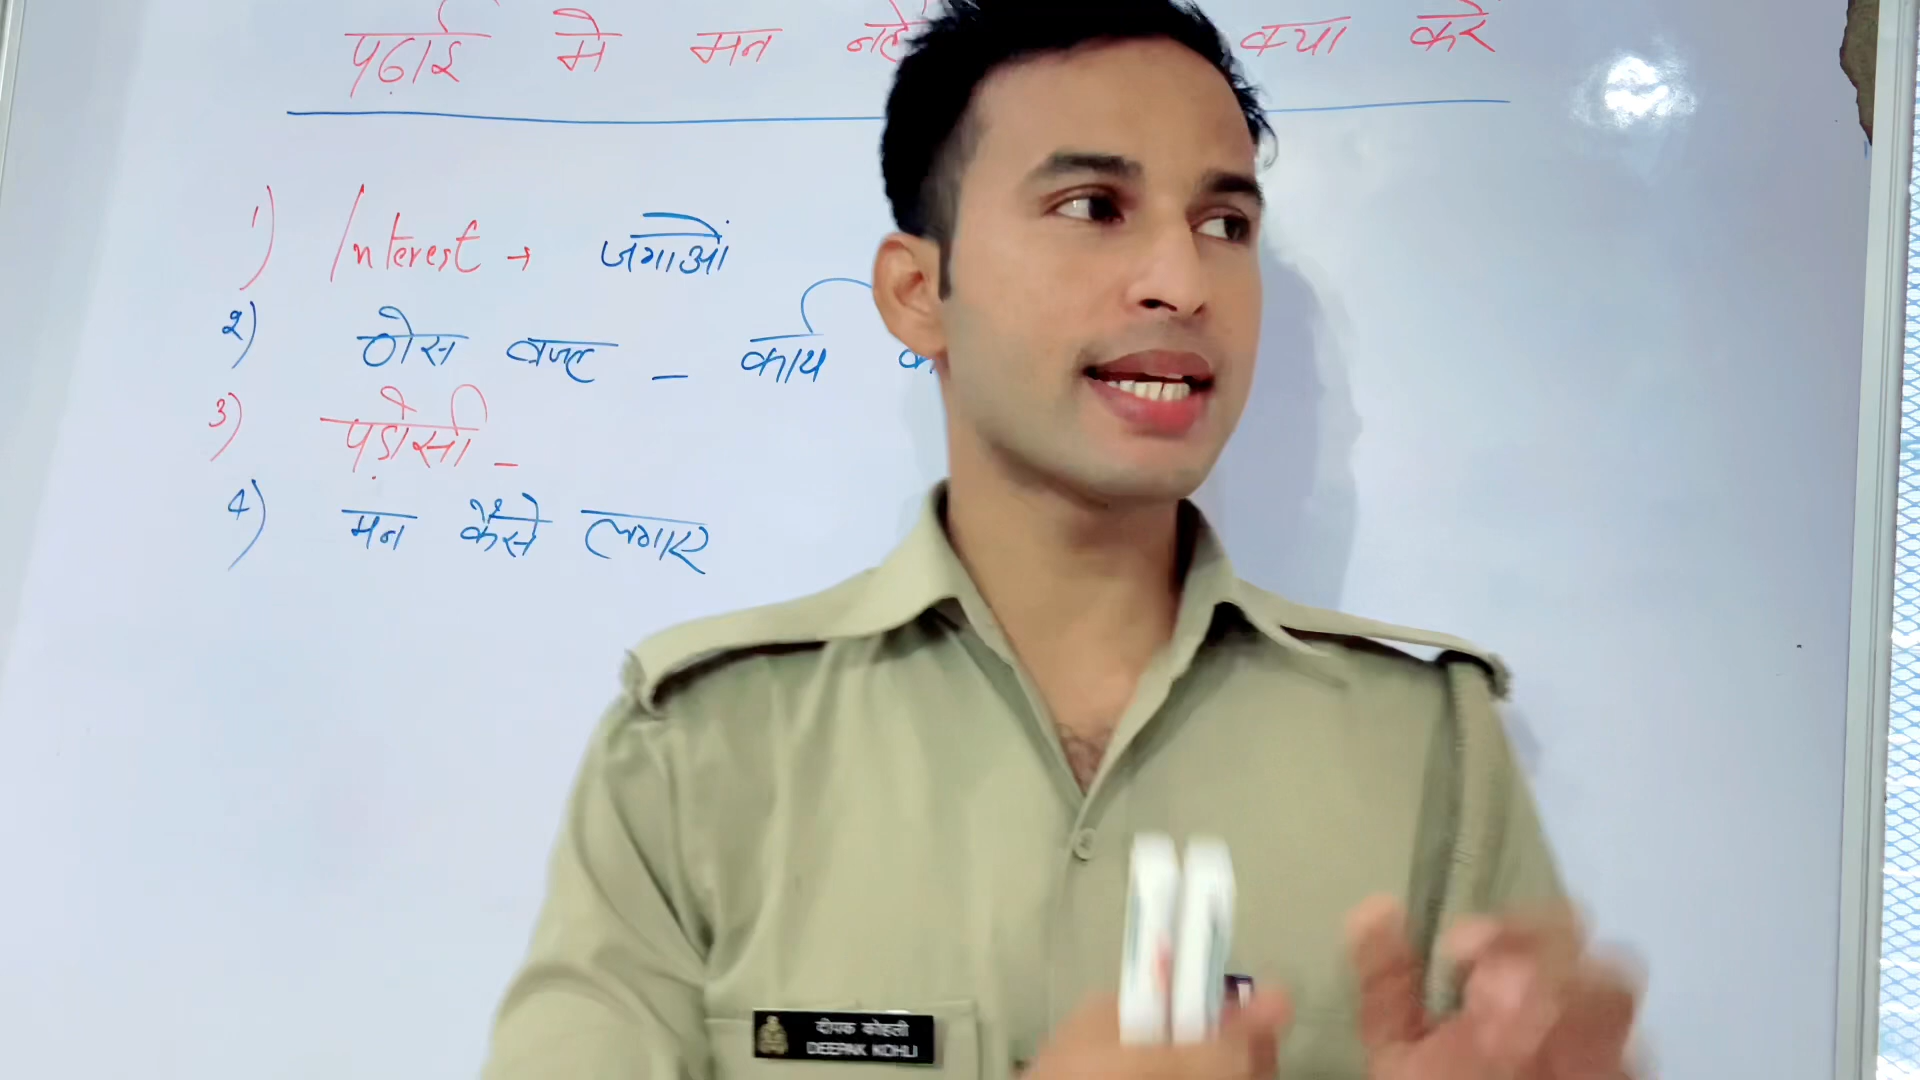 पढ़ाई मे मन क्या करे
1) Interest → जगाओं
2) ठोस वजह - कार्य
3) पड़ोसी -
4) मन कैसे लगाए
दीपक कोहली
DEEPAK KOHLI